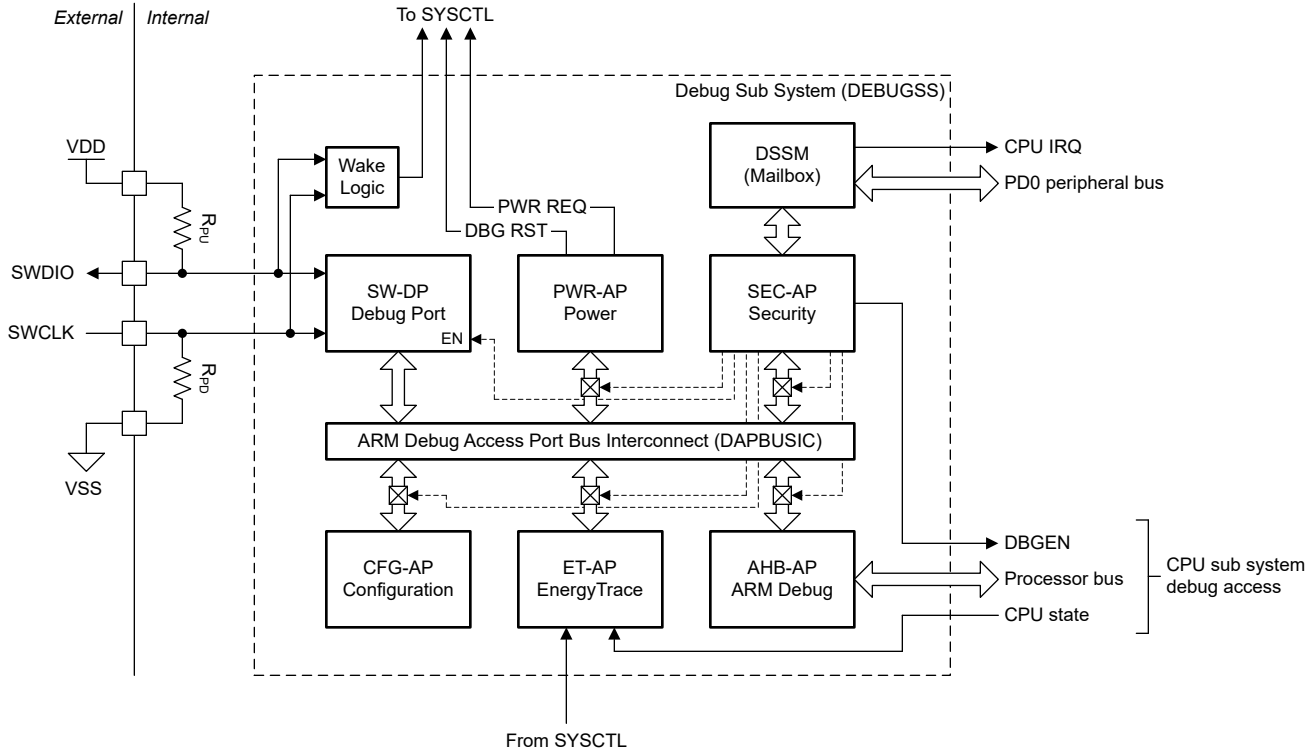 External
Internal
To SYSCTL
Debug Sub System (DEBUGSS)
VDD
Wake
Logic
DSSM
(Mailbox)
CPU IRQ
PD0 peripheral bus
RPU
PWR REQ
DBG RST
SWDIO
SW-DP
Debug Port
EN
PWR-AP
Power
SEC-AP
Security
SWCLK
RPD
ARM Debug Access Port Bus Interconnect (DAPBUSIC)
VSS
CFG-AP
Configuration
ET-AP
EnergyTrace
AHB-AP
ARM Debug
DBGEN
Processor bus
CPU state
CPU sub system
debug access
From SYSCTL